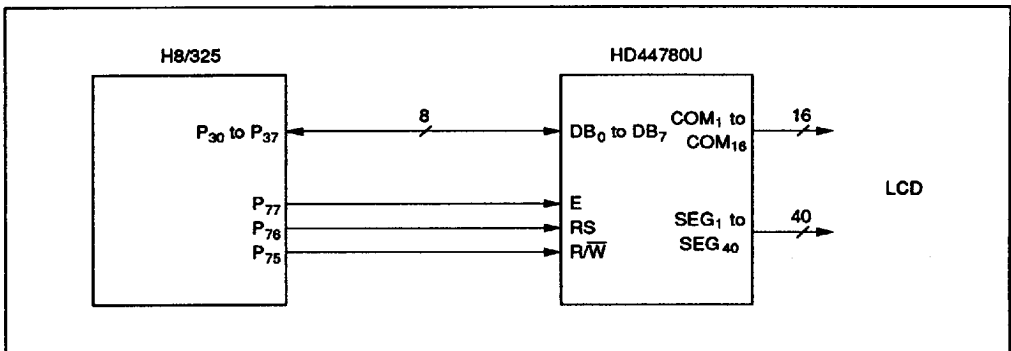 H8/325
HD44780U
P30 to P37
8
DB0 to DB7
COM1 to
COM16
16
P77
E
P76
RS
P75
R/W̅
SEG1 to
SEG40
40
LCD